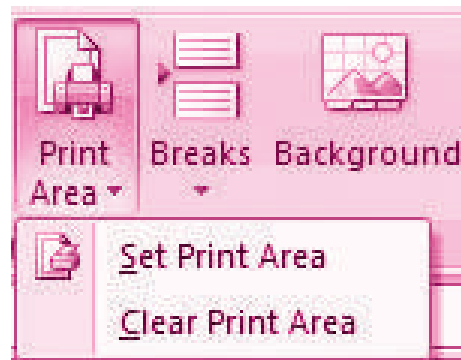 Print Area
Breaks
Background
Set Print Area
Clear Print Area